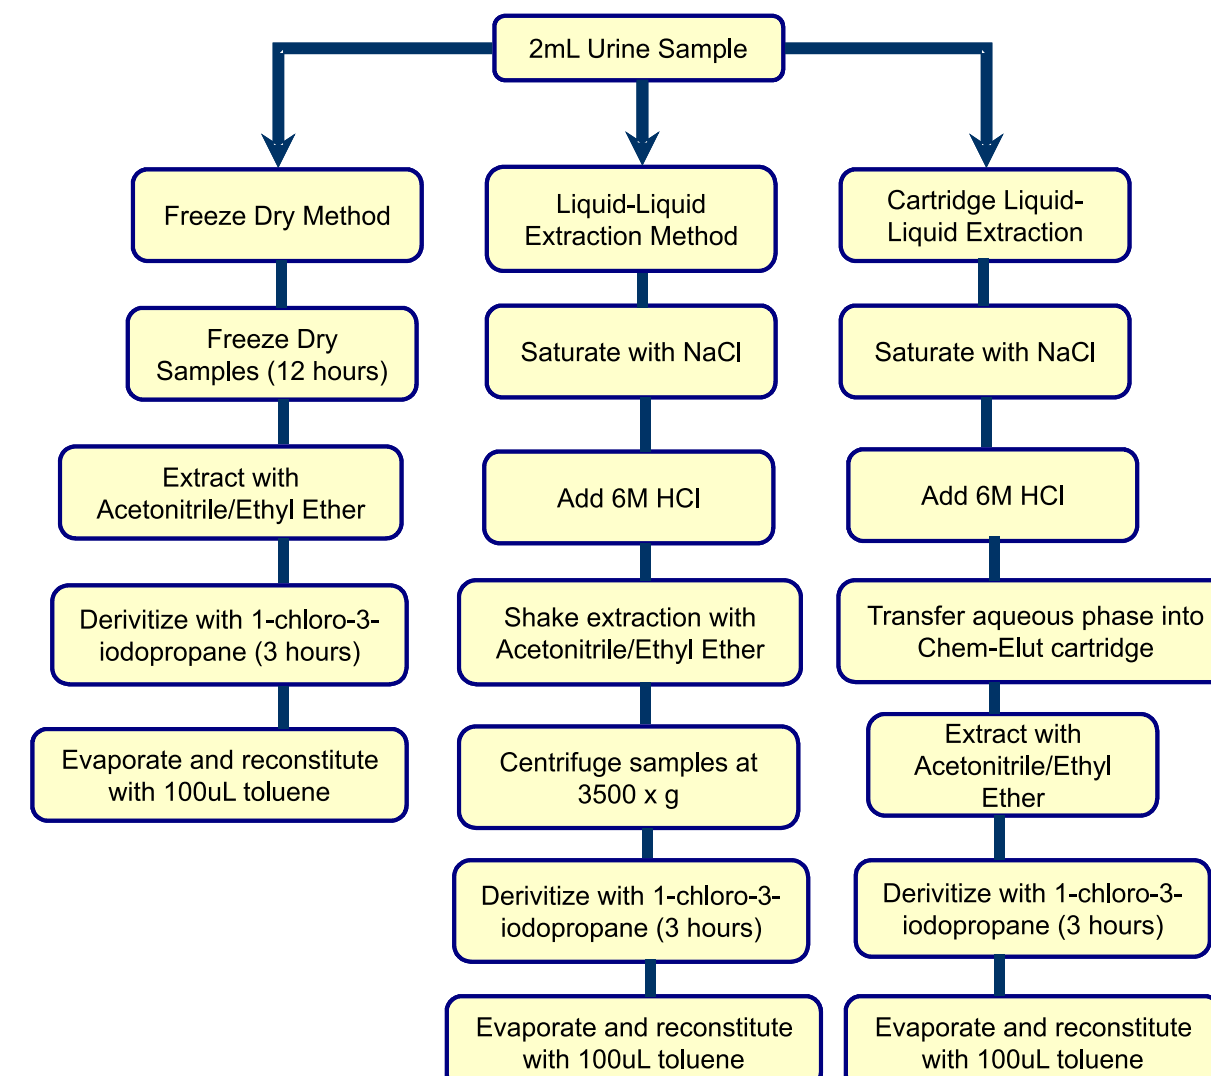 2mL Urine Sample
Freeze Dry Method
Freeze Dry
Samples (12 hours)
Extract with
Acetonitrile/Ethyl Ether
Derivitize with 1-chloro-3-
iodopropane (3 hours)
Evaporate and reconstitute
with 100uL toluene
Liquid-Liquid
Extraction Method
Saturate with NaCl
Add 6M HCl
Shake extraction with
Acetonitrile/Ethyl Ether
Centrifuge samples at
3500 x g
Derivitize with 1-chloro-3-
iodopropane (3 hours)
Evaporate and reconstitute
with 100uL toluene
Cartridge Liquid-
Liquid Extraction
Saturate with NaCl
Add 6M HCl
Transfer aqueous phase into
Chem-Elut cartridge
Extract with
Acetonitrile/Ethyl
Ether
Derivitize with 1-chloro-3-
iodopropane (3 hours)
Evaporate and reconstitute
with 100uL toluene